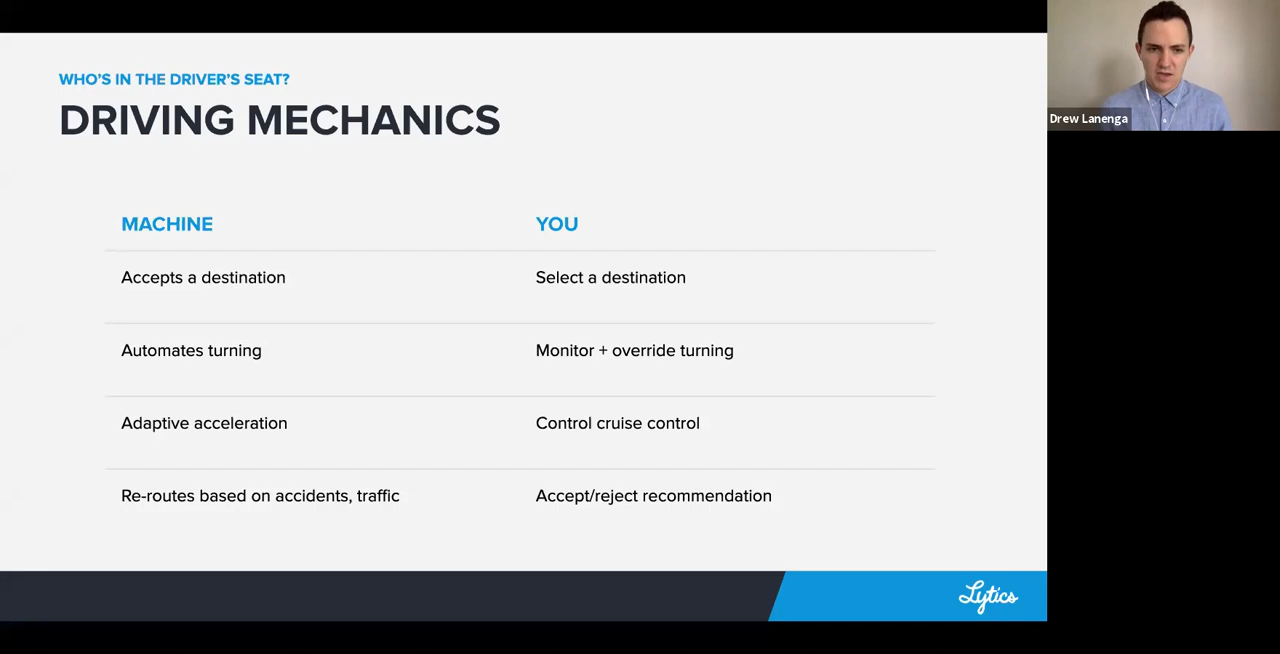 WHO'S IN THE DRIVER'S SEAT?
DRIVING MECHANICS
MACHINE YOU
Accepts a destination Select a destination
Automates turning Monitor + override turning
Adaptive acceleration Control cruise control
Re-routes based on accidents, traffic Accept/reject recommendation
Lytics
Drew Lanenga